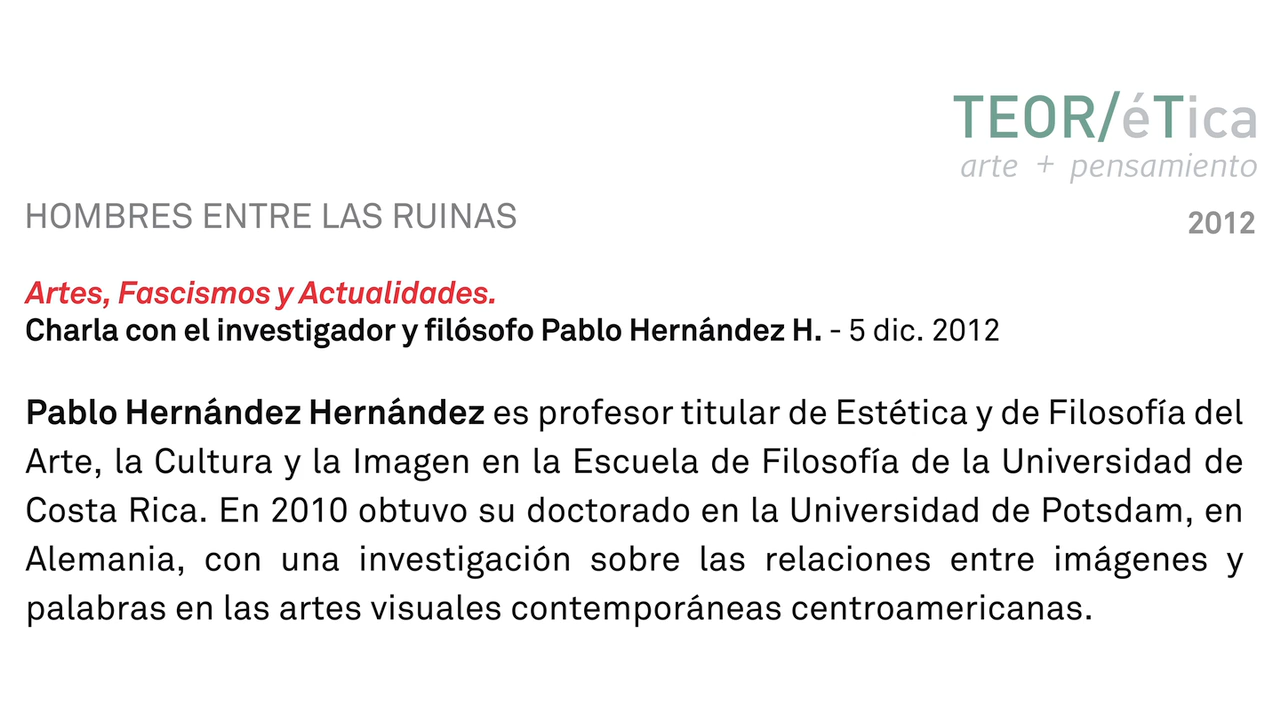 TEOR/éTica
arte + pensamiento
HOMBRES ENTRE LAS RUINAS
2012
Artes, Fascismos y Actualidades.
Charla con el investigador y filósofo Pablo Hernández H. - 5 dic. 2012
Pablo Hernández Hernández es profesor titular de Estética y de Filosofía del
Arte, la Cultura y la Imagen en la Escuela de Filosofía de la Universidad de
Costa Rica. En 2010 obtuvo su doctorado en la Universidad de Potsdam, en
Alemania, con una investigación sobre las relaciones entre imágenes y
palabras en las artes visuales contemporáneas centroamericanas.